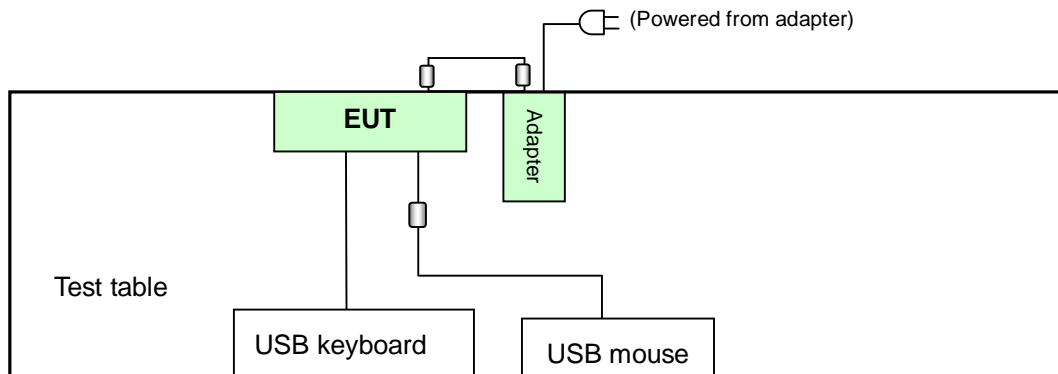 (Powered from adapter)
EUT
Adapter
Test table
USB keyboard
USB mouse